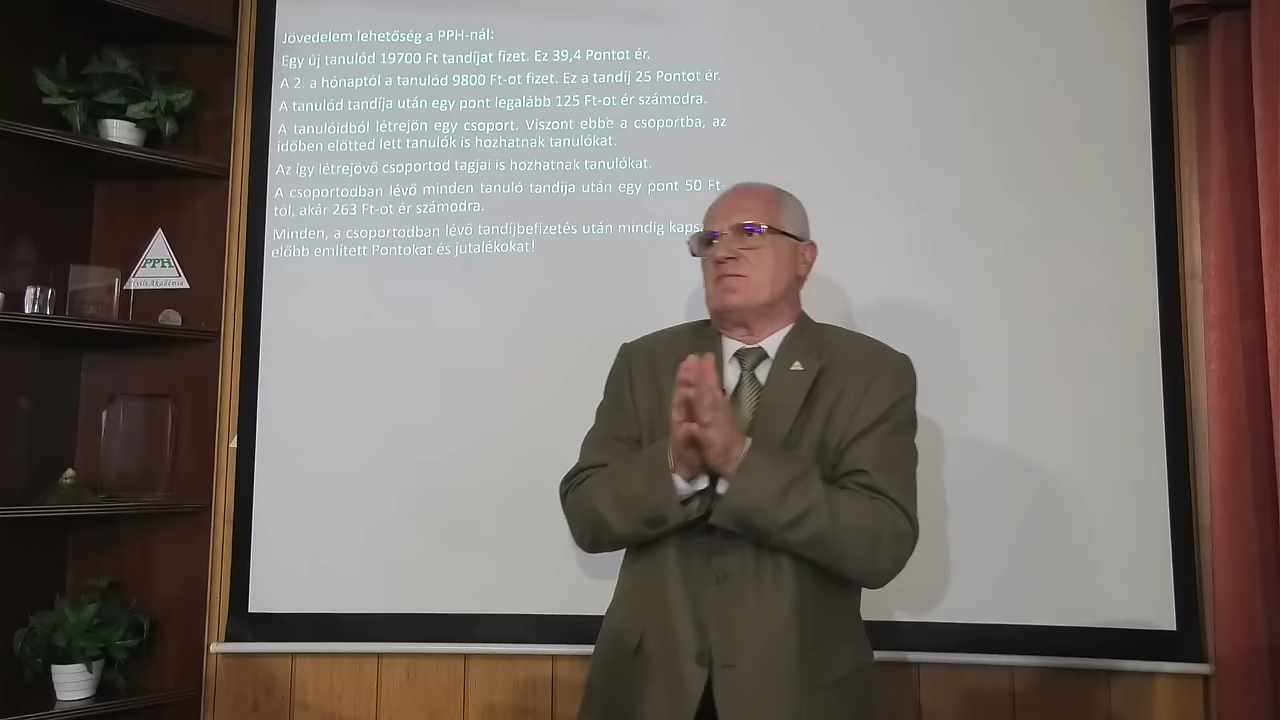 Jövedelem lehetőség a PPH-nál:
Egy új tanulód 19700 Ft tandíjat fizet. Ez 39,4 Pontot ér.
A 2. a hónaptól a tanulód 9800 Ft-ot fizet. Ez a tandíj 25 Pontot ér.
A tanulód tandíja után egy pont legalább 125 Ft-ot ér számodra.
A tanulóidból létrejön egy csoport. Viszont ebbe a csoportba, az
időben előtted lett tanulók is hozhatnak tanulókat.
Az így létrejövő csoportod tagjai is hozhatnak tanulókat.
A csoportodban lévő minden tanuló tandíja után egy pont 50 Ft-
tól, akár 263 Ft-ot ér számodra.
Minden, a csoportodban lévő tandíjbefizetés után mindig
előbb említett Pontokat és jutalékokat!
PPH
Nyílt Akadémia